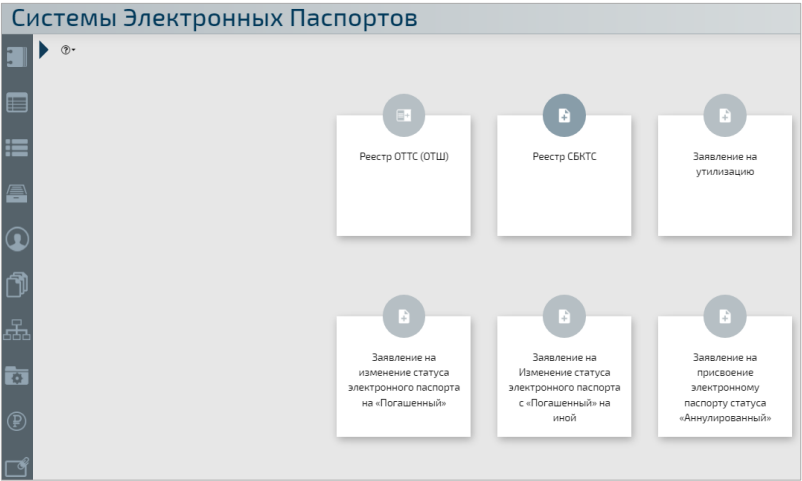 Системы Электронных Паспортов
Реестр ОТТС (ОТШ)
Реестр СБКТС
Заявление на
утилизацию
Заявление на
изменение статуса
электронного паспорта
на «Погашенный»
Заявление на
Изменение статуса
электронного паспорта
с «Погашенный» на
иной
Заявление на
присвоение
электронному
паспорту статуса
«Аннулированный»